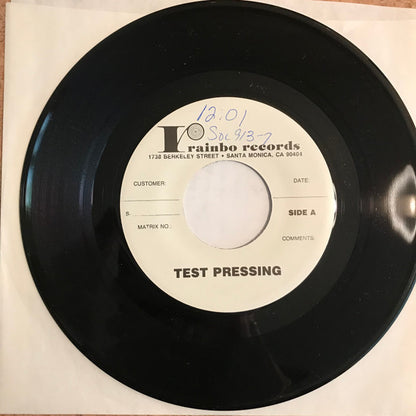 12:01
Soc 913-7
rainbo records
1738 BERKELEY STREET • SANTA MONICA, CA 90404
CUSTOMER:
DATE:
S.
SIDE A
MATRIX NO.:
COMMENTS:
TEST PRESSING